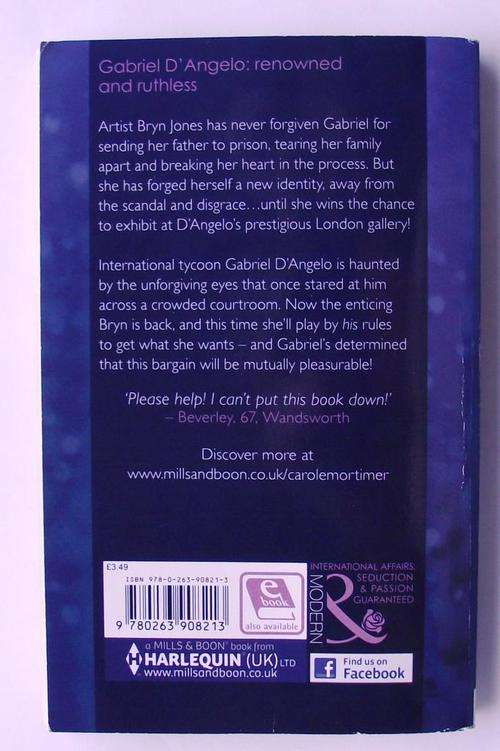 Gabriel D'Angelo: renowned
and ruthless
Artist Bryn Jones has never forgiven Gabriel for
sending her father to prison, tearing her family
apart and breaking her heart in the process. But
she has forged herself a new identity, away from
the scandal and disgrace...until she wins the chance
to exhibit at D'Angelo's prestigious London gallery!
International tycoon Gabriel D'Angelo is haunted
by the unforgiving eyes that once stared at him
across a crowded courtroom. Now the enticing
Bryn is back, and this time she'll play by his rules
to get what she wants – and Gabriel's determined
that this bargain will be mutually pleasurable!
'Please help! I can't put this book down!'
– Beverley, 67, Wandsworth
Discover more at
www.millsandboon.co.uk/carolemortimer
£3.49
ISBN 978-0-263-90821-3
9 780263 908213
e
book
also available
INTERNATIONAL AFFAIRS,
SEDUCTION
& PASSION
GUARANTEED
MODERN
a MILLS & BOON® book from
HARLEQUIN (UK) LTD
www.millsandboon.co.uk
f
Find us on
Facebook